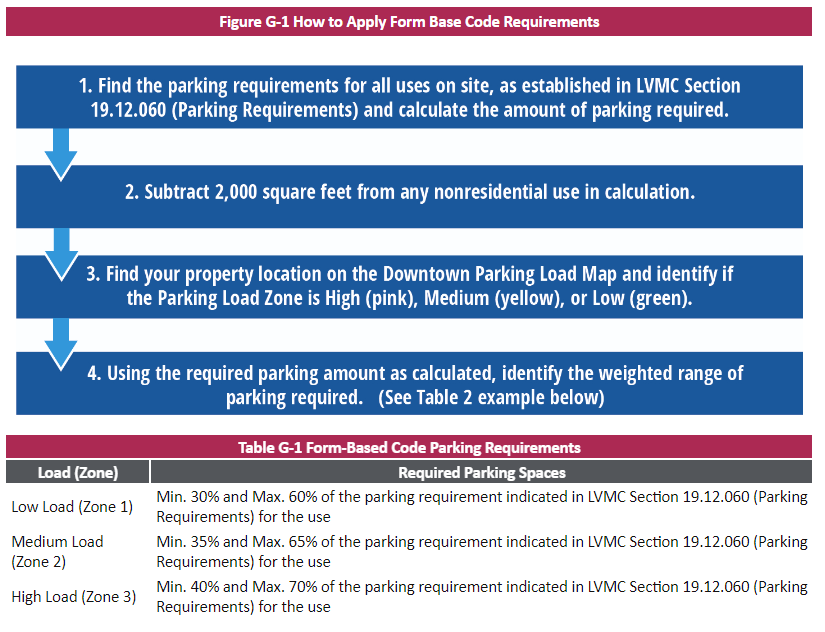 Figure G-1 How to Apply Form Base Code Requirements
1. Find the parking requirements for all uses on site, as established in LVMC Section
19.12.060 (Parking Requirements) and calculate the amount of parking required.
2. Subtract 2,000 square feet from any nonresidential use in calculation.
3. Find your property location on the Downtown Parking Load Map and identify if
the Parking Load Zone is High (pink), Medium (yellow), or Low (green).
4. Using the required parking amount as calculated, identify the weighted range of
parking required. (See Table 2 example below)
Table G-1 Form-Based Code Parking Requirements
Load (Zone) Required Parking Spaces
Low Load (Zone 1)
Min. 30% and Max. 60% of the parking requirement indicated in LVMC Section 19.12.060 (Parking
Requirements) for the use
Medium Load
(Zone 2)
Min. 35% and Max. 65% of the parking requirement indicated in LVMC Section 19.12.060 (Parking
Requirements) for the use
High Load (Zone 3)
Min. 40% and Max. 70% of the parking requirement indicated in LVMC Section 19.12.060 (Parking
Requirements) for the use